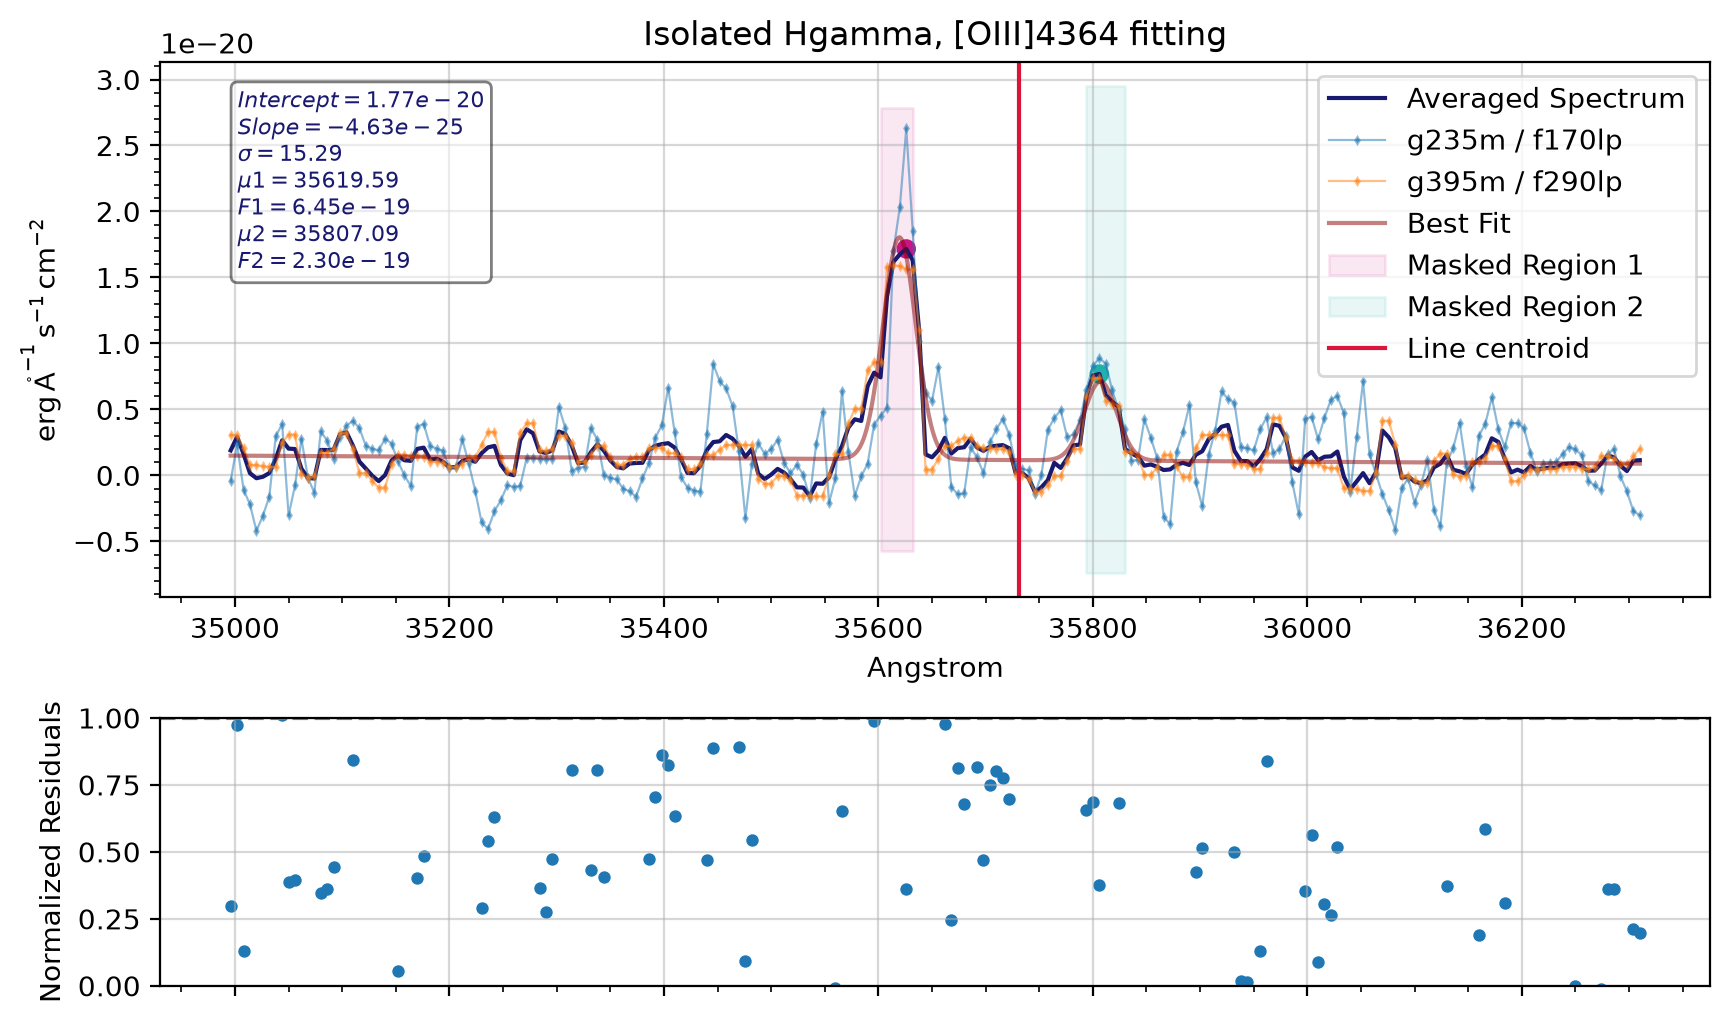 Isolated Hgamma, [OIII]4364 fitting
1e−20
Intercept = 1.77e − 20
Slope = −4.63e − 25
σ = 15.29
μ1 = 35619.59
F1 = 6.45e − 19
μ2 = 35807.09
F2 = 2.30e − 19
Averaged Spectrum
g235m / f170lp
g395m / f290lp
Best Fit
Masked Region 1
Masked Region 2
Line centroid
erg Å⁻¹ s⁻¹ cm⁻²
3.0
2.5
2.0
1.5
1.0
0.5
0.0
−0.5
35000 35200 35400 35600 35800 36000 36200
Angstrom
Normalized Residuals
1.00
0.75
0.50
0.25
0.00